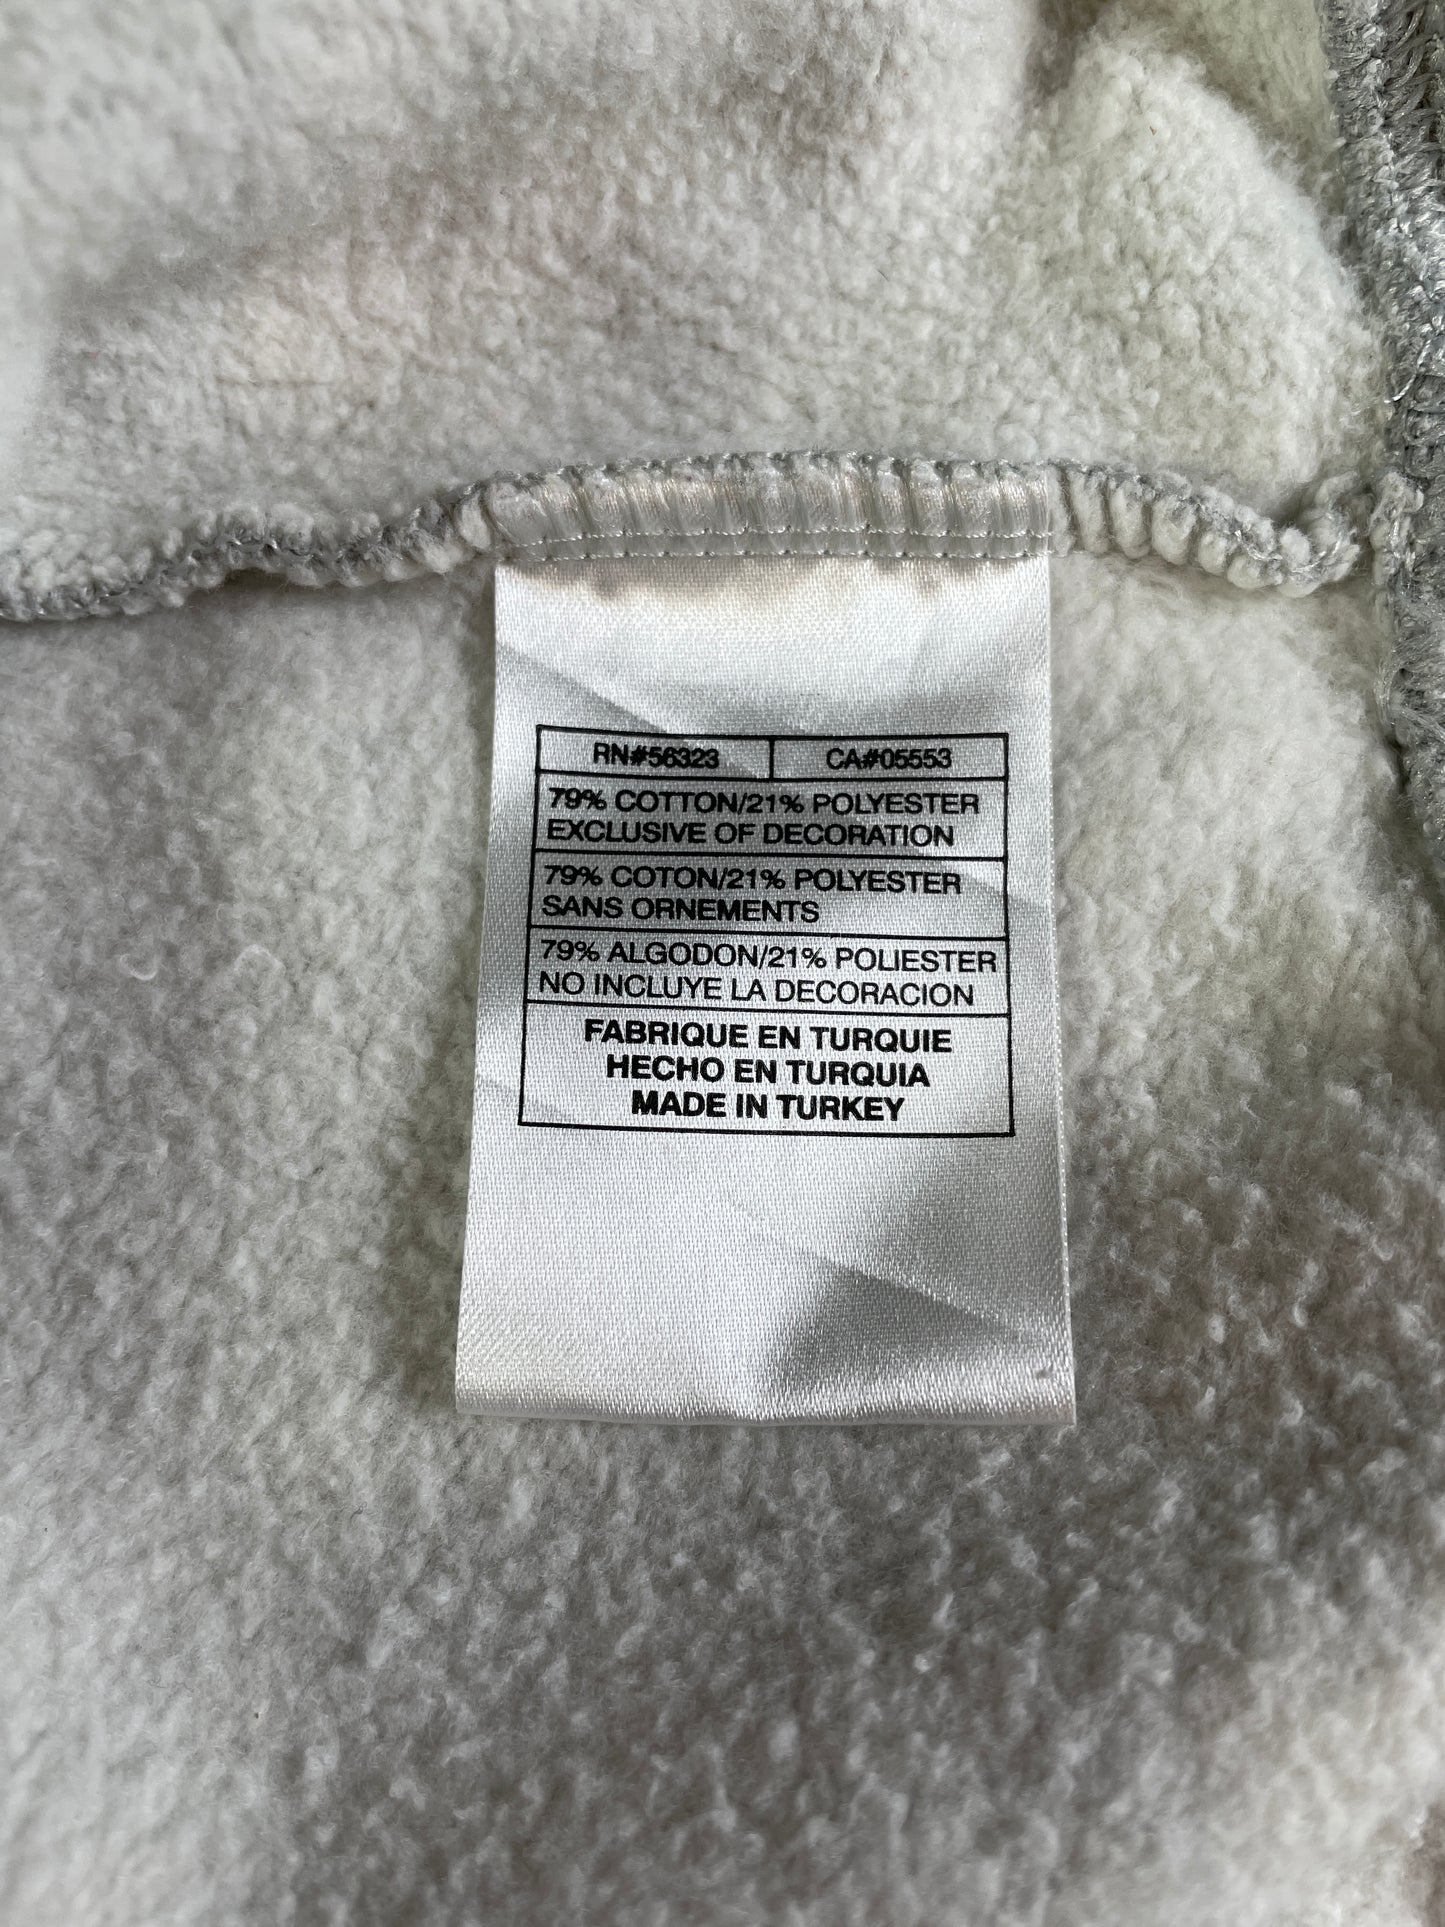 RN#56323 CA#05553
79% COTTON/21% POLYESTER
EXCLUSIVE OF DECORATION
79% COTON/21% POLYESTER
SANS ORNEMENTS
79% ALGODON/21% POLIESTER
NO INCLUYE LA DECORACION
FABRIQUE EN TURQUIE
HECHO EN TURQUIA
MADE IN TURKEY